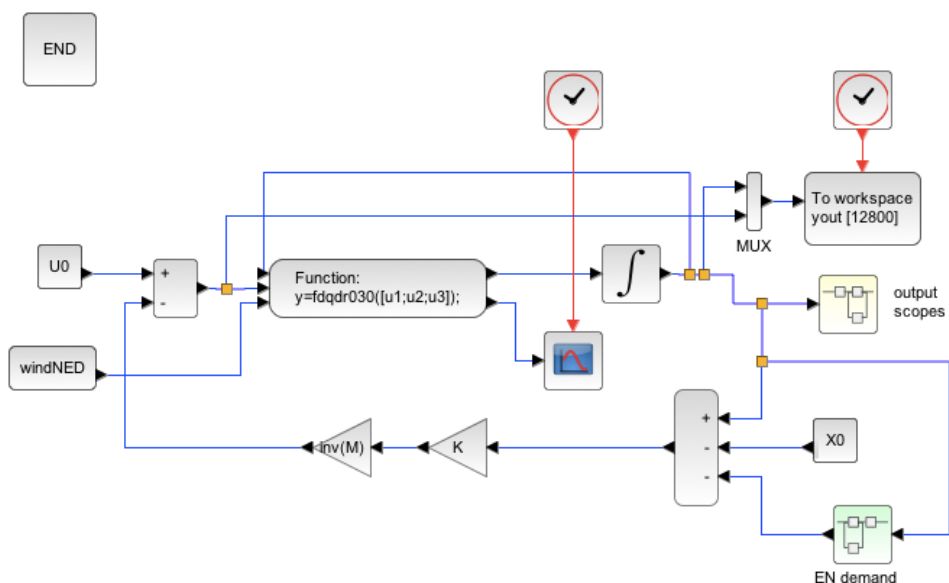 END
To workspace
yout [12800]
MUX
U0
+
-
Function:
y=fdqdr030([u1;u2;u3]);
∫
output
scopes
windNED
inv(M)
K
+
-
-
X0
EN demand